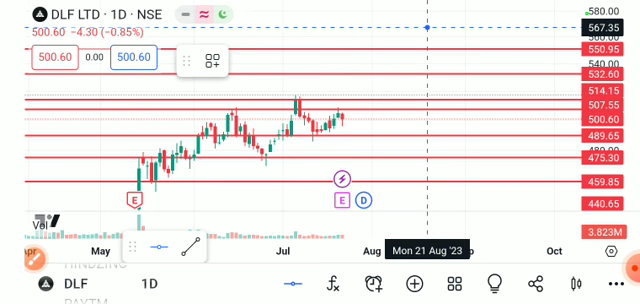 DLF LTD · 1D · NSE
500.60 −4.30 (−0.85%)
500.60 0.00 500.60
580.00
567.35
560.00
550.95
540.00
532.60
514.15
507.55
500.60
489.65
480.00
475.30
459.85
440.65
E
E D
Vol
3.823M
Apr May Jul Aug Mon 21 Aug '23 Oct
HINDZINC
DLF 1D
PAYTM